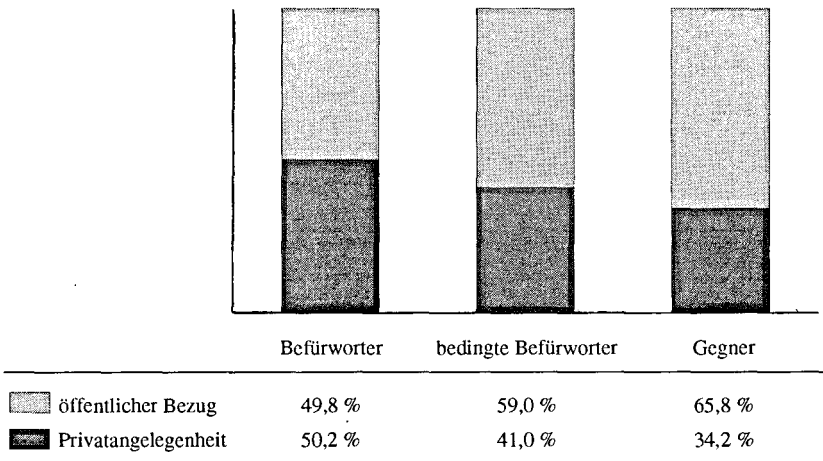 Befürworter bedingte Befürworter Gegner
öffentlicher Bezug 49,8 % 59,0 % 65,8 %
Privatangelegenheit 50,2 % 41,0 % 34,2 %